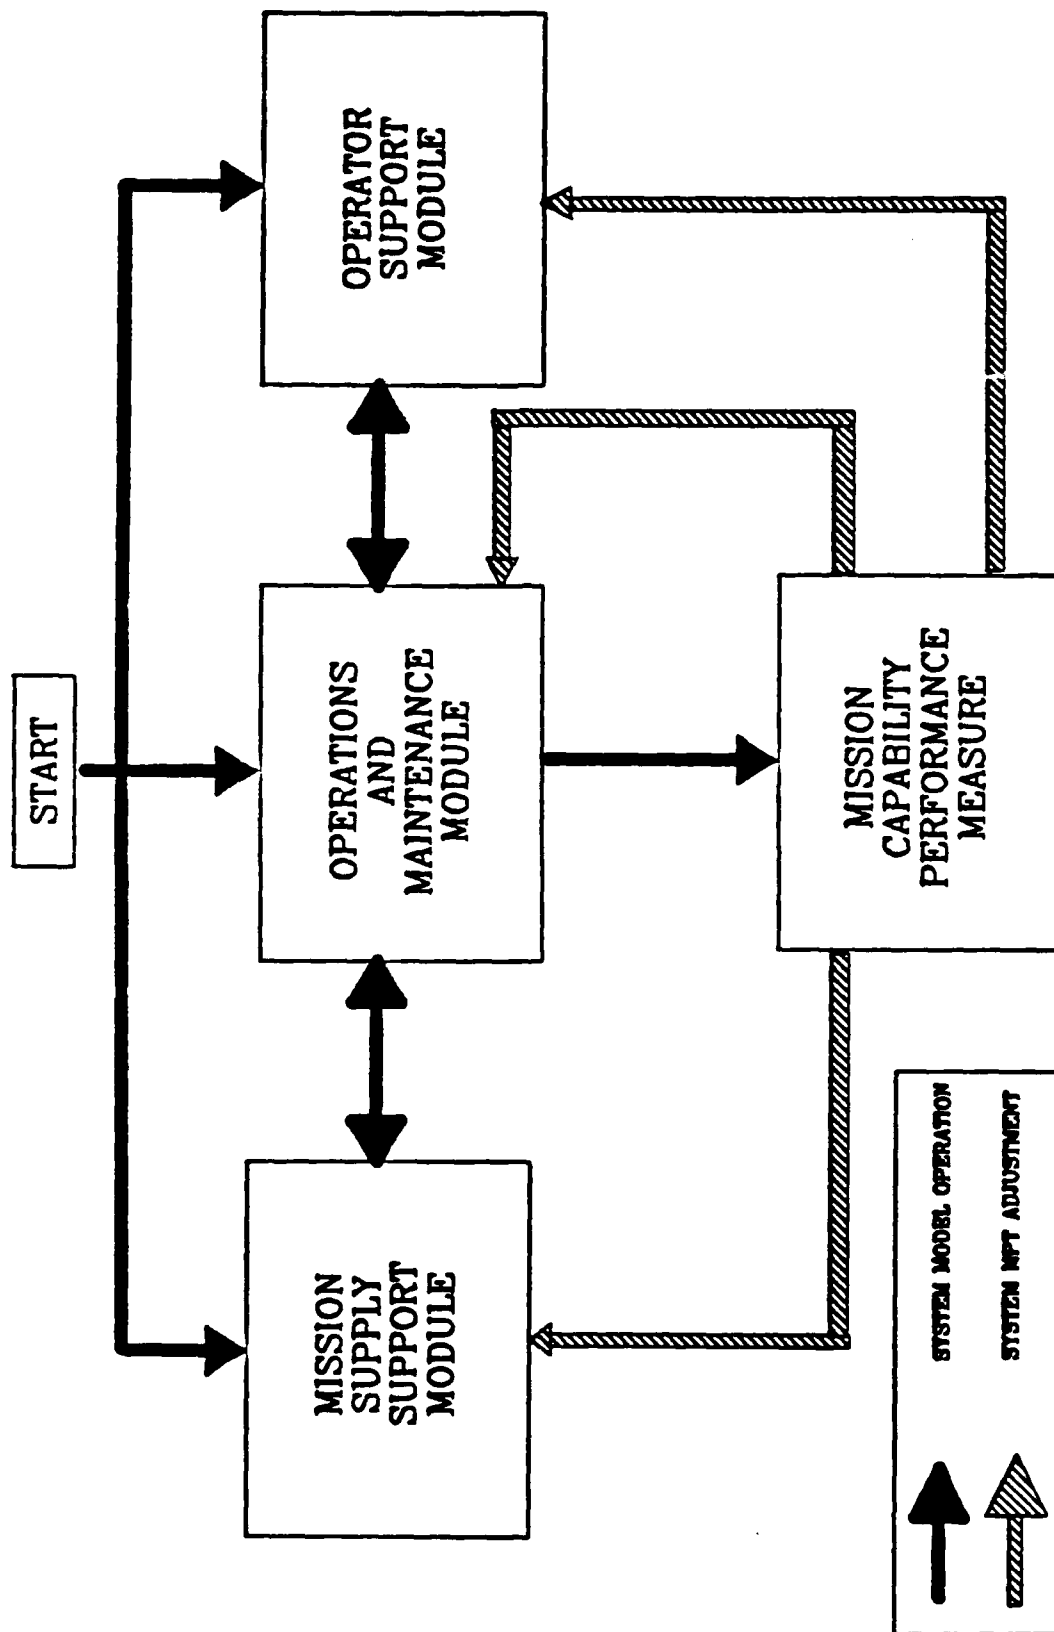 START
MISSION
SUPPLY
SUPPORT
MODULE
OPERATIONS
AND
MAINTENANCE
MODULE
OPERATOR
SUPPORT
MODULE
MISSION
CAPABILITY
PERFORMANCE
MEASURE
SYSTEM MODEL OPERATION
SYSTEM MPT ADJUSTMENT